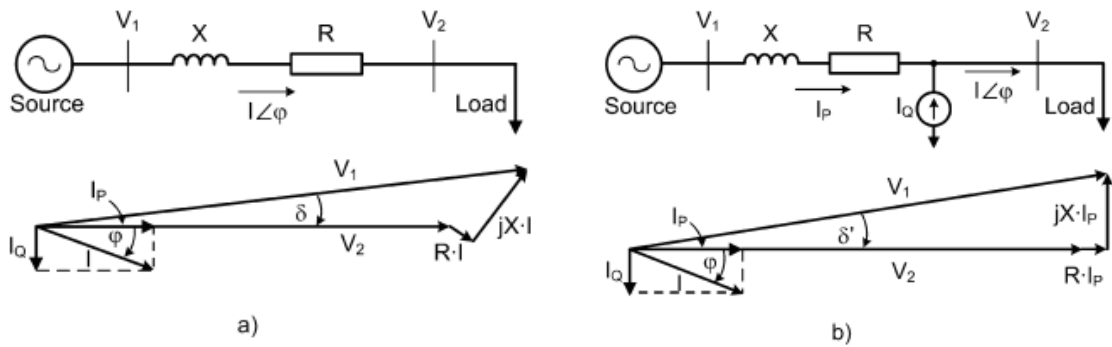 V1 X R V2
Source I∠φ Load
IP V1
δ jX·I
φ
IQ I V2 R·I
a)
V1 X R V2
Source IP IQ I∠φ Load
V1
IP δ' jX·IP
φ
IQ I V2 R·IP
b)